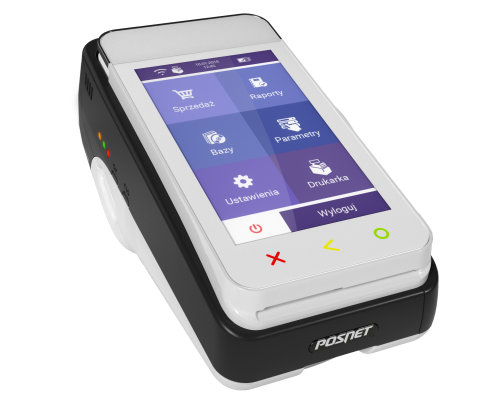 Sprzedaż
Raporty
Bazy
Parametry
Ustawienia
Drukarka
Wyloguj
POSNET